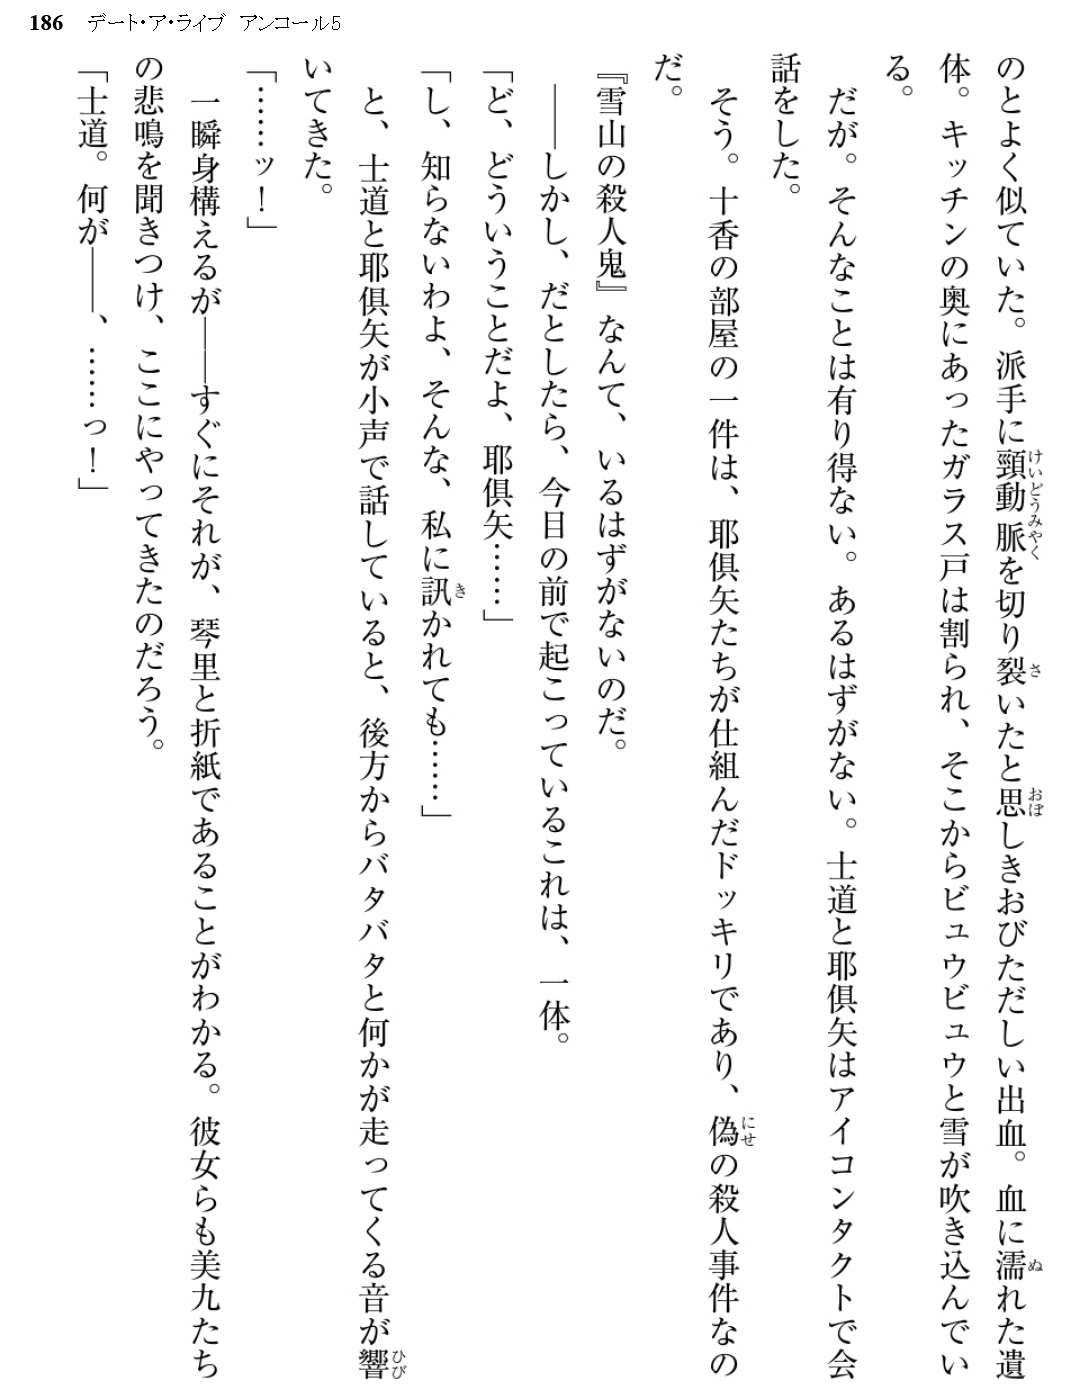 186 デート・ア・ライブ アンコール5
のとよく似ていた。派手に頸動脈を切り裂いたと思しきおびただしい出血。血に濡れた遺
体。キッチンの奥にあったガラス戸は割られ、そこからビュウビュウと雪が吹き込んでい
る。
だが。そんなことは有り得ない。あるはずがない。士道と耶倶矢はアイコンタクトで会
話をした。
そう。十香の部屋の一件は、耶倶矢たちが仕組んだドッキリであり、偽の殺人事件なの
だ。
『雪山の殺人鬼』なんて、いるはずがないのだ。
――しかし、だとしたら、今目の前で起こっているこれは、一体。
「ど、どういうことだよ、耶倶矢……」
「し、知らないわよ、そんな、私に訊かれても……」
と、士道と耶倶矢が小声で話していると、後方からバタバタと何かが走ってくる音が響
いてきた。
「……ッ！」
一瞬身構えるが――すぐにそれが、琴里と折紙であることがわかる。彼女らも美九たち
の悲鳴を聞きつけ、ここにやってきたのだろう。
「士道。何が――、……っ！」
けいどうみやく
さ
おぼ
ぬ
にせ
き
ひび